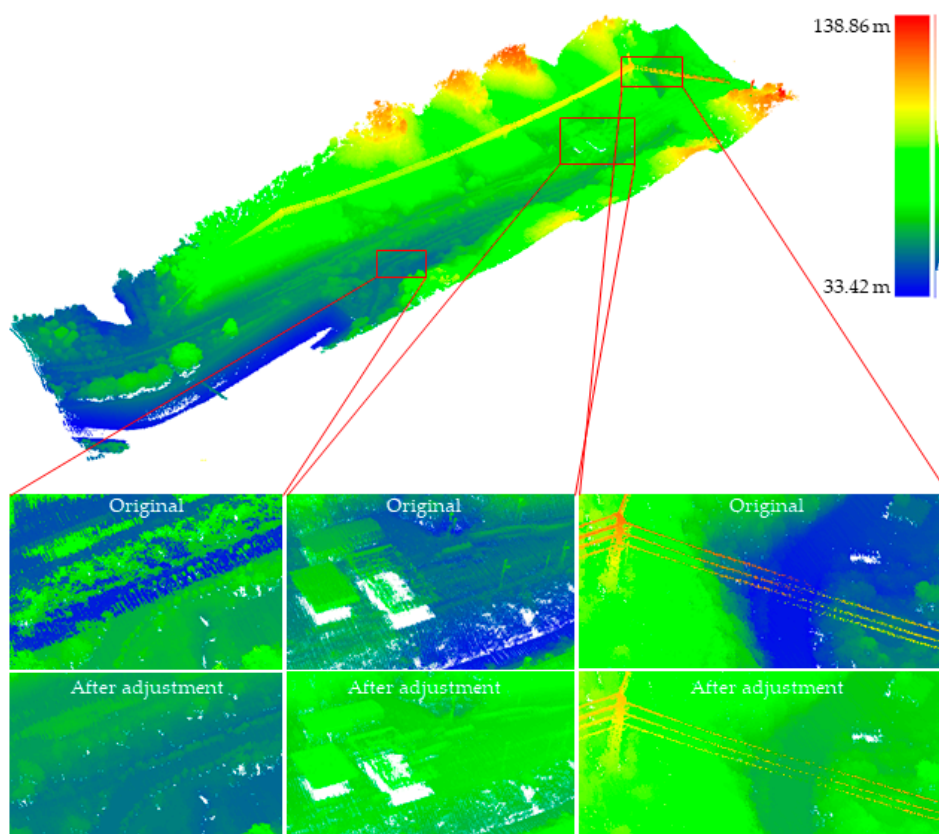 138.86 m
33.42 m
Original
Original
Original
After adjustment
After adjustment
After adjustment